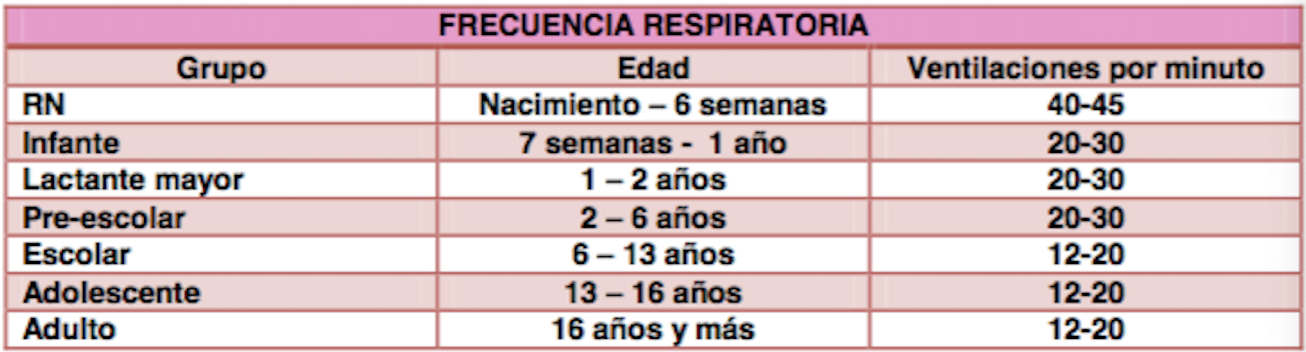 FRECUENCIA RESPIRATORIA
Grupo Edad Ventilaciones por minuto
RN Nacimiento – 6 semanas 40-45
Infante 7 semanas - 1 año 20-30
Lactante mayor 1 – 2 años 20-30
Pre-escolar 2 – 6 años 20-30
Escolar 6 – 13 años 12-20
Adolescente 13 – 16 años 12-20
Adulto 16 años y más 12-20